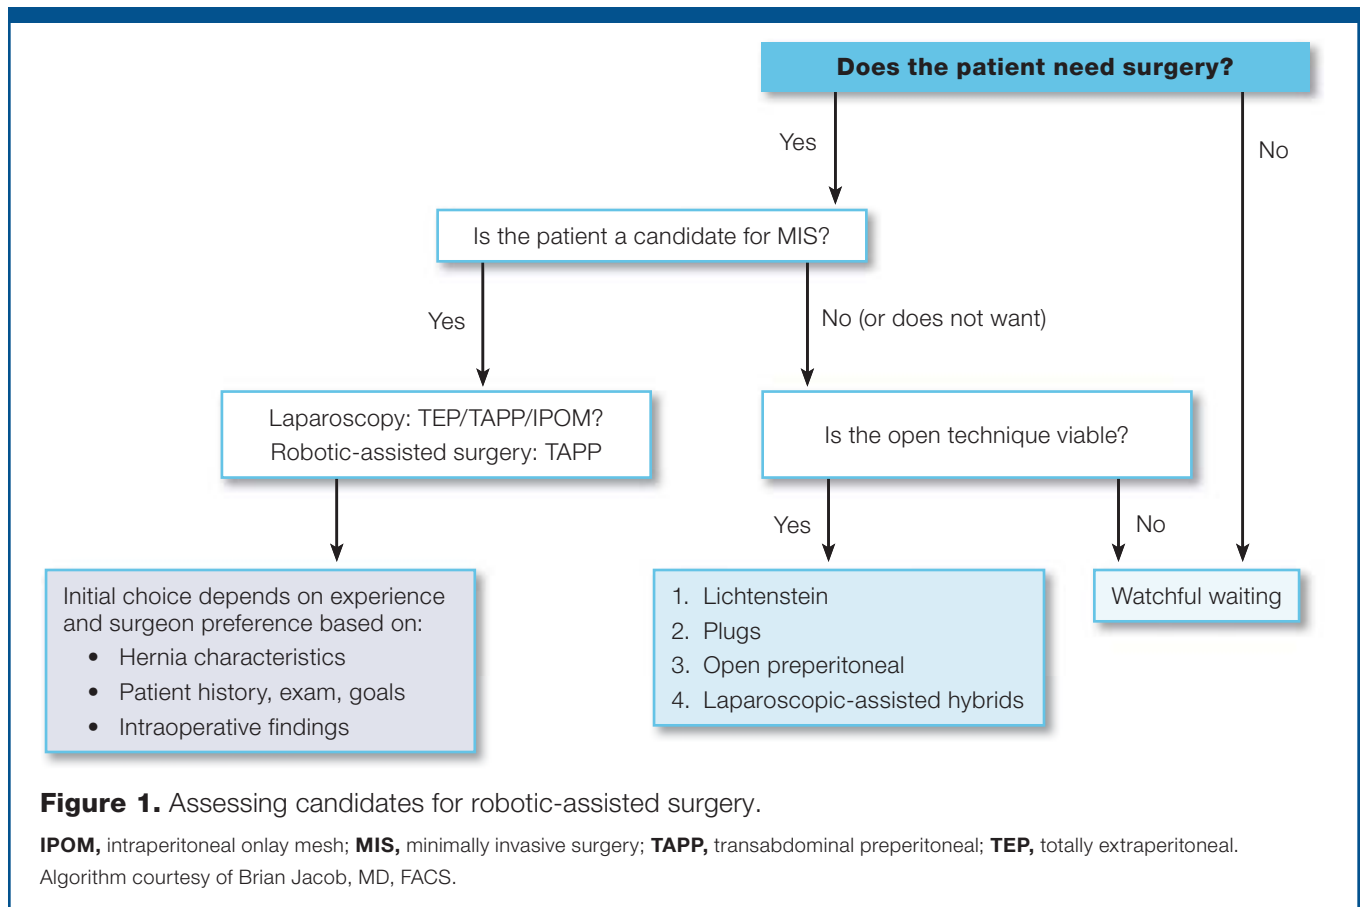 Does the patient need surgery?
Yes
No
Is the patient a candidate for MIS?
Yes
No (or does not want)
Laparoscopy: TEP/TAPP/IPOM?
Robotic-assisted surgery: TAPP
Is the open technique viable?
Yes
No
Initial choice depends on experience
and surgeon preference based on:
• Hernia characteristics
• Patient history, exam, goals
• Intraoperative findings
1. Lichtenstein
2. Plugs
3. Open preperitoneal
4. Laparoscopic-assisted hybrids
Watchful waiting
Figure 1. Assessing candidates for robotic-assisted surgery.
IPOM, intraperitoneal onlay mesh; MIS, minimally invasive surgery; TAPP, transabdominal preperitoneal; TEP, totally extraperitoneal.
Algorithm courtesy of Brian Jacob, MD, FACS.